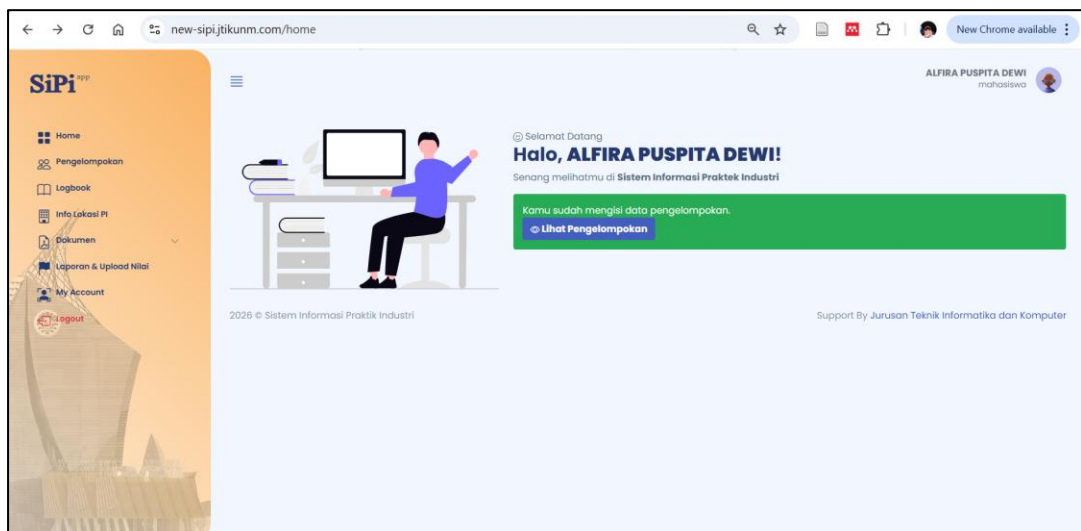 new-sipi.jtikunm.com/home
New Chrome available
SiPi app
ALFIRA PUSPITA DEWI
mahasiswa
Home
Pengelompokan
Logbook
Info Lokasi PI
Dokumen
Laporan & Upload Nilai
My Account
Logout
Selamat Datang
Halo, ALFIRA PUSPITA DEWI!
Senang melihatmu di Sistem Informasi Praktek Industri
Kamu sudah mengisi data pengelompokan.
Lihat Pengelompokan
2026 © Sistem Informasi Praktik Industri
Support By Jurusan Teknik Informatika dan Komputer